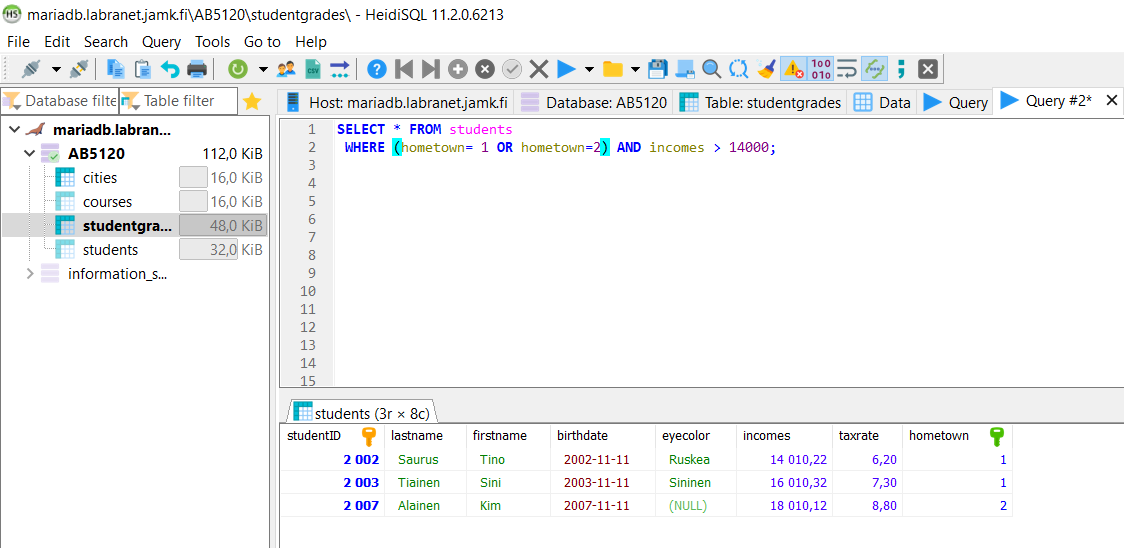 mariadb.labranet.jamk.fi\AB5120\studentgrades\ - HeidiSQL 11.2.0.6213
File Edit Search Query Tools Go to Help
Database filte Table filter
Host: mariadb.labranet.jamk.fi Database: AB5120 Table: studentgrades Data Query Query #2*
mariadb.labran...
AB5120 112,0 KiB
cities 16,0 KiB
courses 16,0 KiB
studentgra... 48,0 KiB
students 32,0 KiB
information_s...
1 SELECT * FROM students
2 WHERE (hometown= 1 OR hometown=2) AND incomes > 14000;
3
4
5
6
7
8
9
10
11
12
13
14
15
students (3r × 8c)
studentID lastname firstname birthdate eyecolor incomes taxrate hometown
2 002 Saurus Tino 2002-11-11 Ruskea 14 010,22 6,20 1
2 003 Tiainen Sini 2003-11-11 Sininen 16 010,32 7,30 1
2 007 Alainen Kim 2007-11-11 (NULL) 18 010,12 8,80 2